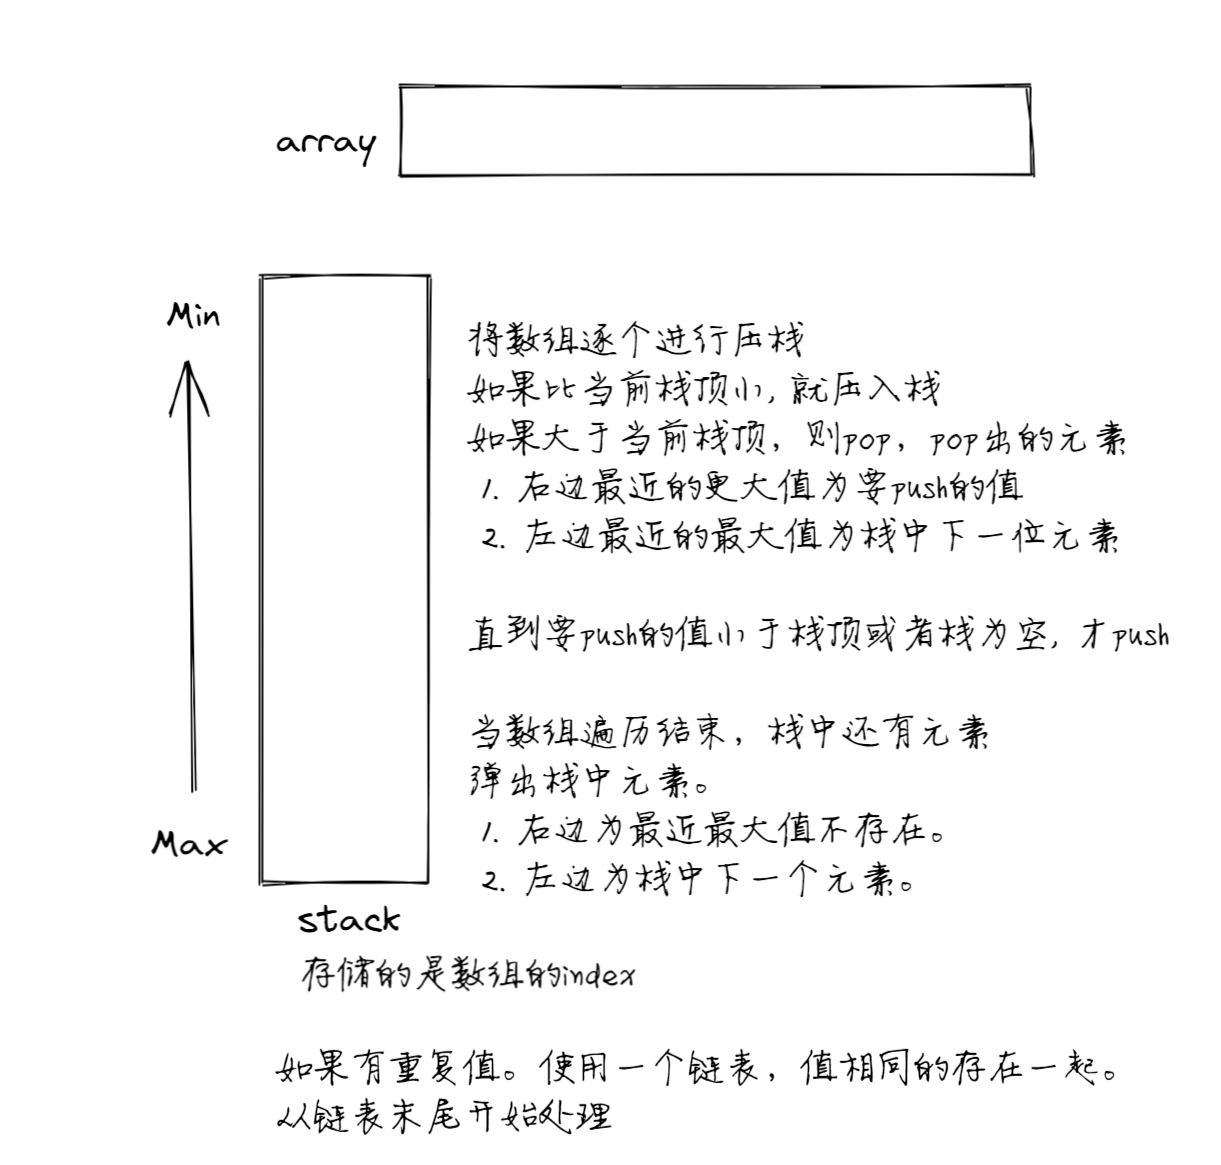 array
Min
将数组逐个进行压栈
如果比当前栈顶小,就压入栈
如果大于当前栈顶，则pop，pop出的元素
1. 右边最近的更大值为要push的值
2. 左边最近的最大值为栈中下一位元素
直到要push的值小于栈顶或者栈为空，才push
当数组遍历结束，栈中还有元素
弹出栈中元素。
1. 右边为最近最大值不存在。
2. 左边为栈中下一个元素。
Max
stack
存储的是数组的index
如果有重复值。使用一个链表，值相同的存在一起。
从链表末尾开始处理